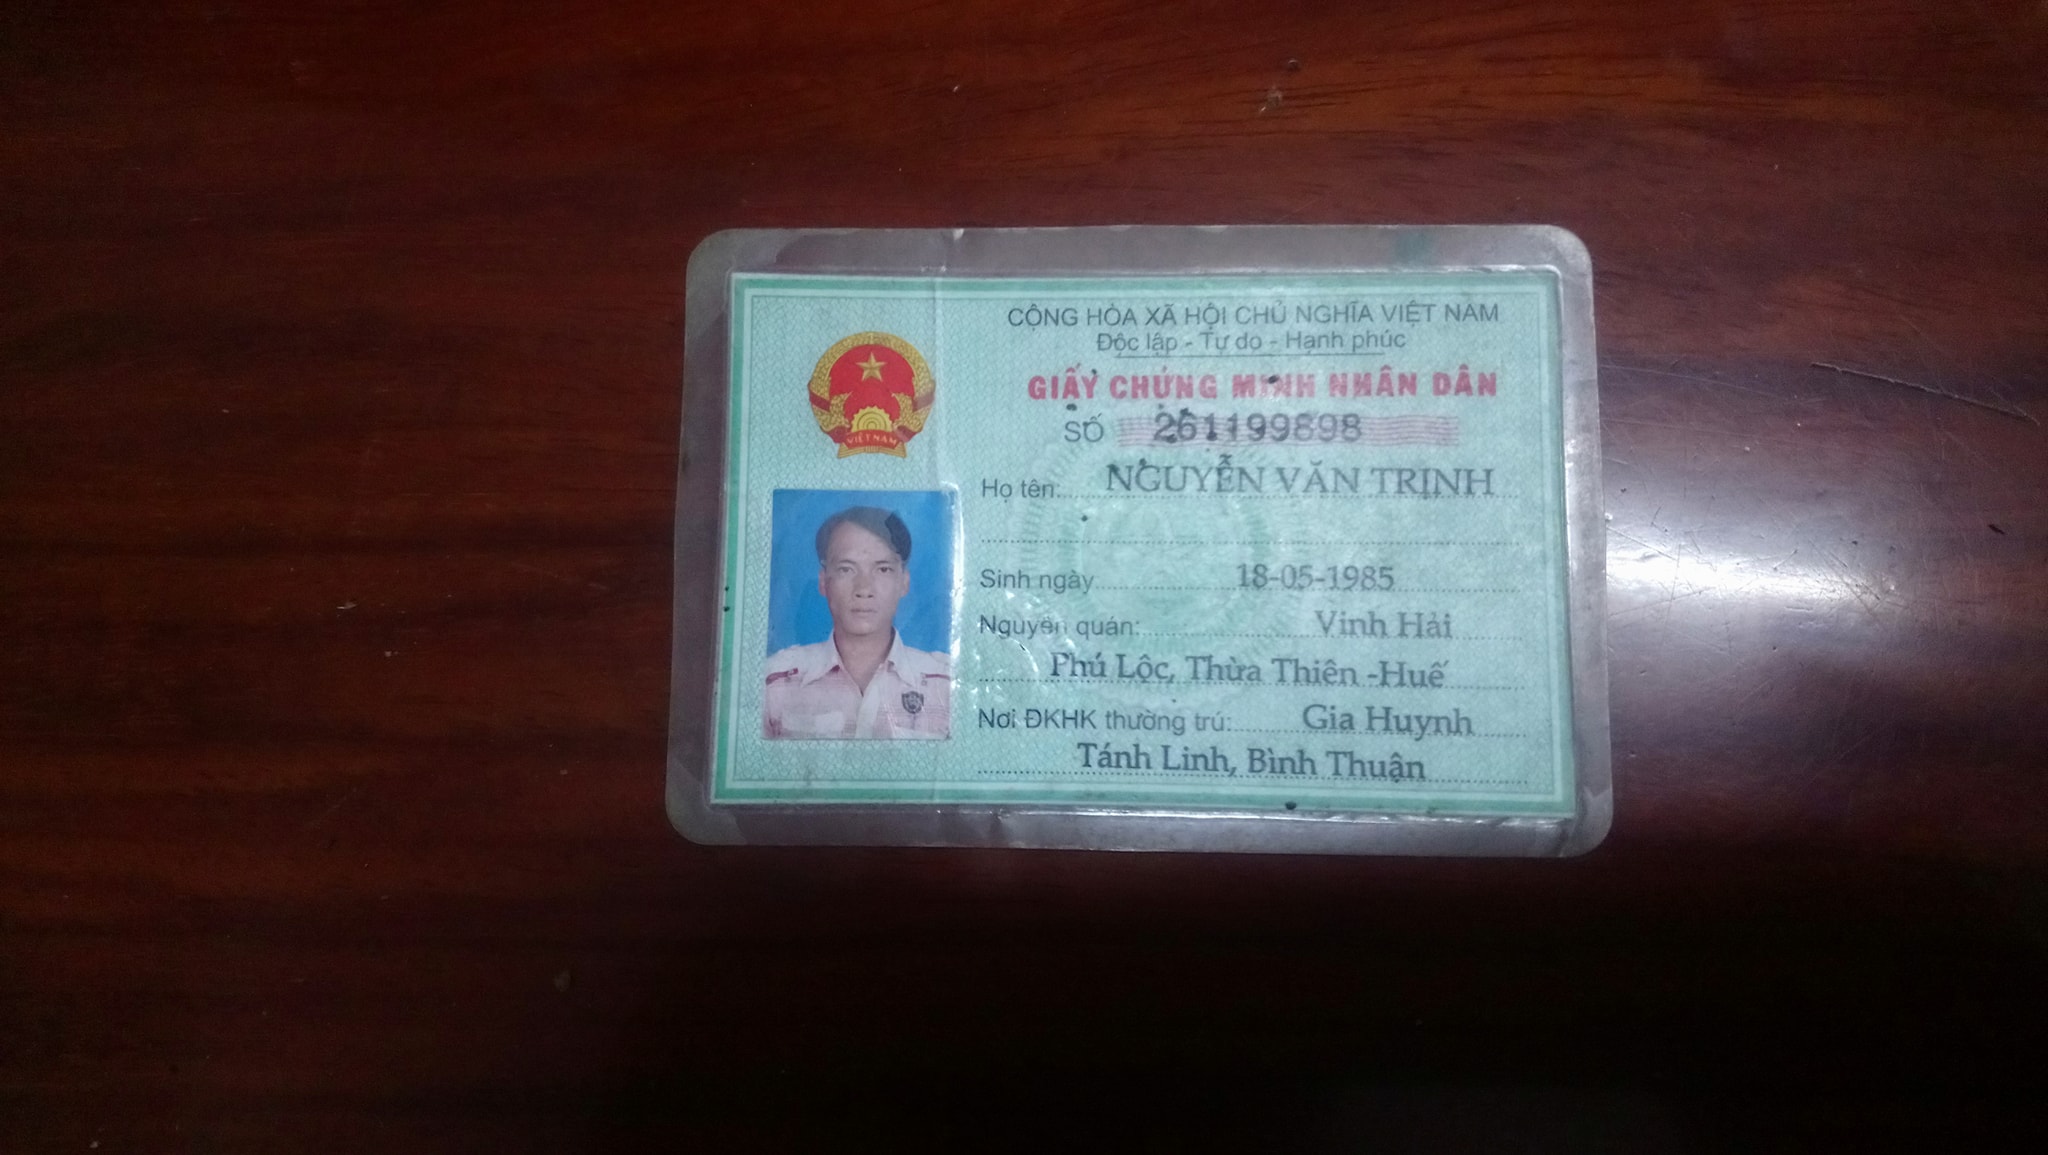 CỘNG HÒA XÃ HỘI CHỦ NGHĨA VIỆT NAM
Độc lập - Tự do - Hạnh phúc
GIẤY CHỨNG MINH NHÂN DÂN
SỐ 261199898
VIỆT NAM
Họ tên: NGUYỄN VĂN TRỊNH
Sinh ngày 18-05-1985
Nguyên quán: Vinh Hải
Phú Lộc, Thừa Thiên -Huế
Nơi ĐKHK thường trú: Gia Huynh
Tánh Linh, Bình Thuận